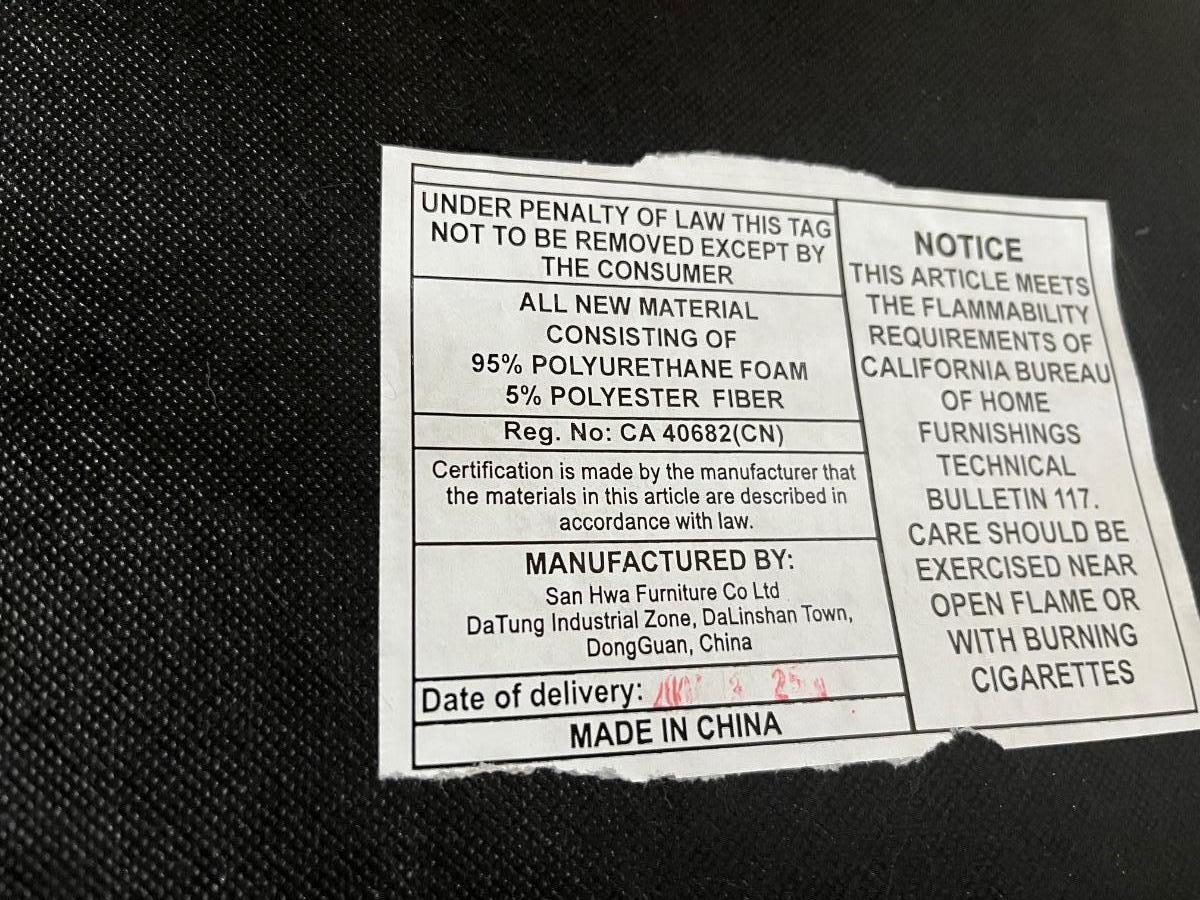 UNDER PENALTY OF LAW THIS TAG
NOT TO BE REMOVED EXCEPT BY
THE CONSUMER
ALL NEW MATERIAL
CONSISTING OF
95% POLYURETHANE FOAM
5% POLYESTER FIBER
Reg. No: CA 40682(CN)
Certification is made by the manufacturer that
the materials in this article are described in
accordance with law.
MANUFACTURED BY:
San Hwa Furniture Co Ltd
DaTung Industrial Zone, DaLinshan Town,
DongGuan, China
Date of delivery: 25
MADE IN CHINA
NOTICE
THIS ARTICLE MEETS
THE FLAMMABILITY
REQUIREMENTS OF
CALIFORNIA BUREAU
OF HOME
FURNISHINGS
TECHNICAL
BULLETIN 117.
CARE SHOULD BE
EXERCISED NEAR
OPEN FLAME OR
WITH BURNING
CIGARETTES